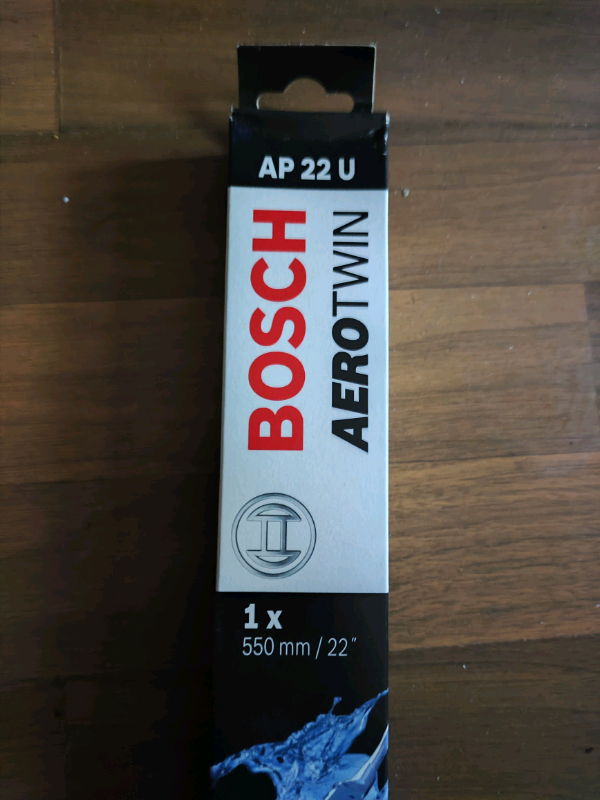 AP 22 U
BOSCH
AEROTWIN
1 x
550 mm / 22"